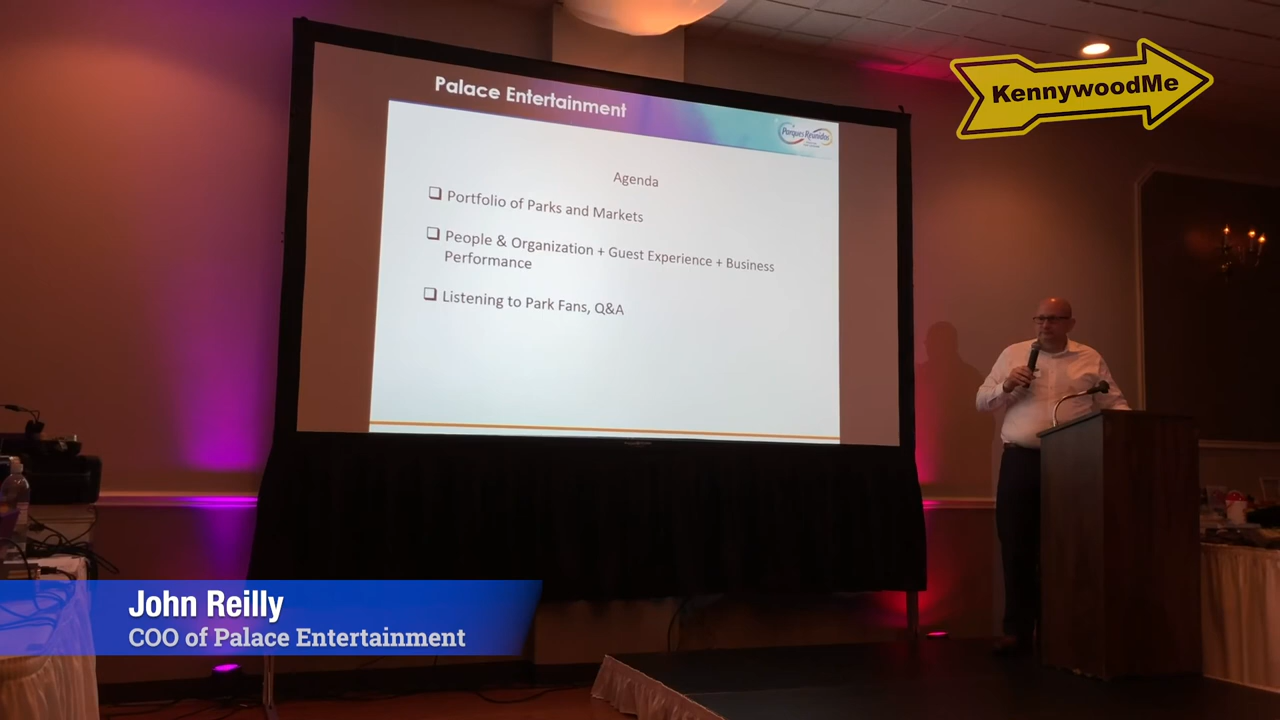 Palace Entertainment
Parques Reunidos
Agenda
Portfolio of Parks and Markets
People & Organization + Guest Experience + Business
Performance
Listening to Park Fans, Q&A
KennywoodMe
John Reilly
COO of Palace Entertainment